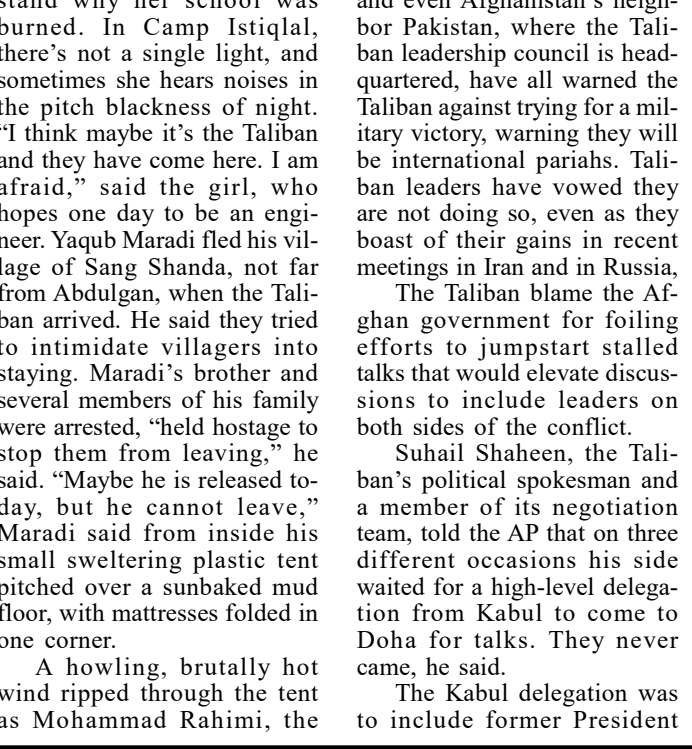 stand why her school was
burned. In Camp Istiqlal,
there's not a single light, and
sometimes she hears noises in
the pitch blackness of night.
“I think maybe it's the Taliban
and they have come here. I am
afraid,” said the girl, who
hopes one day to be an engi-
neer. Yaqub Maradi fled his vil-
lage of Sang Shanda, not far
from Abdulgan, when the Tali-
ban arrived. He said they tried
to intimidate villagers into
staying. Maradi's brother and
several members of his family
were arrested, “held hostage to
stop them from leaving,” he
said. “Maybe he is released to-
day, but he cannot leave,”
Maradi said from inside his
small sweltering plastic tent
pitched over a sunbaked mud
floor, with mattresses folded in
one corner.
A howling, brutally hot
wind ripped through the tent
as Mohammad Rahimi, the
and even Afghanistan's neigh-
bor Pakistan, where the Tali-
ban leadership council is head-
quartered, have all warned the
Taliban against trying for a mil-
itary victory, warning they will
be international pariahs. Tali-
ban leaders have vowed they
are not doing so, even as they
boast of their gains in recent
meetings in Iran and in Russia,
The Taliban blame the Af-
ghan government for foiling
efforts to jumpstart stalled
talks that would elevate discus-
sions to include leaders on
both sides of the conflict.
Suhail Shaheen, the Tali-
ban's political spokesman and
a member of its negotiation
team, told the AP that on three
different occasions his side
waited for a high-level delega-
tion from Kabul to come to
Doha for talks. They never
came, he said.
The Kabul delegation was
to include former President